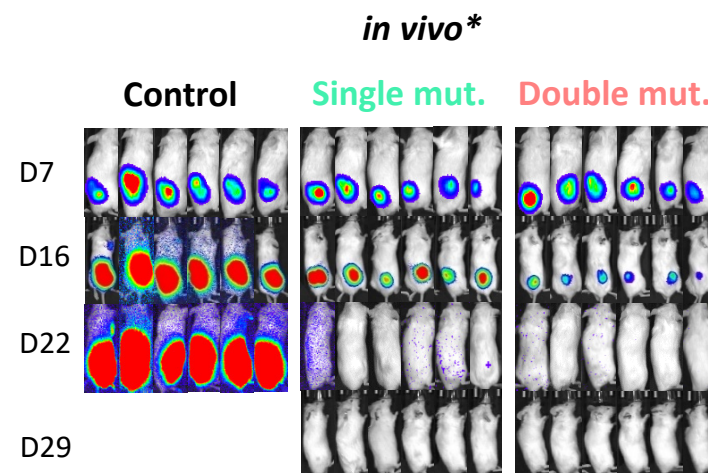 in vivo*
Control Single mut. Double mut.
D7
D16
D22
D29